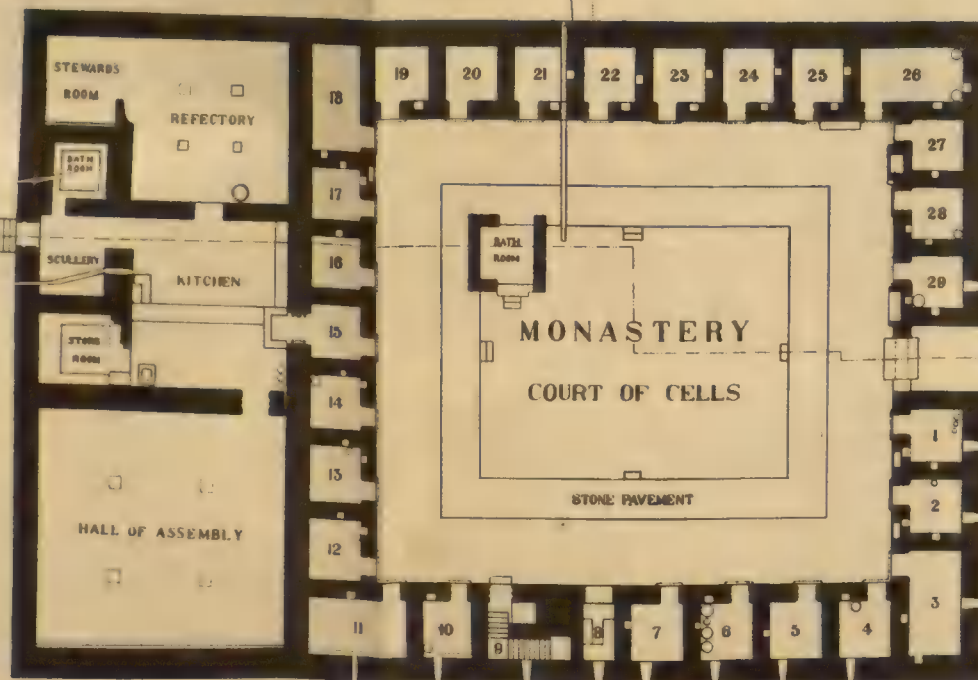 STEWARDS
ROOM
REFECTORY
BATH
ROOM
SCULLERY
KITCHEN
STORE
ROOM
HALL OF ASSEMBLY
18
17
16
15
14
13
12
11
19
20
21
22
23
24
25
26
27
28
29
BATH
ROOM
MONASTERY
COURT OF CELLS
STONE PAVEMENT
1
2
3
10
9
8
7
6
5
4